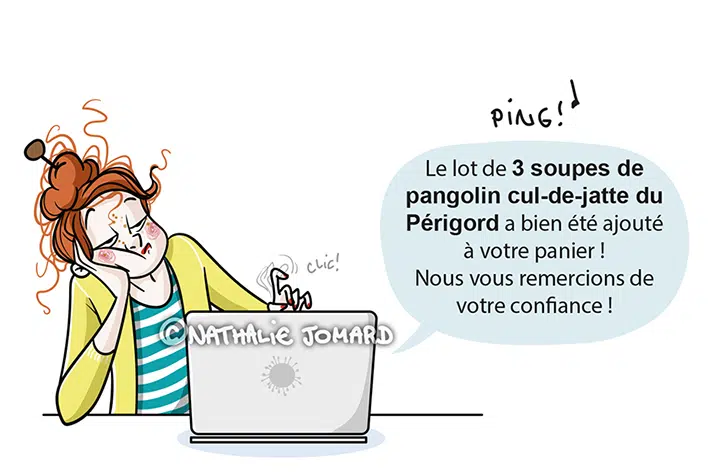 PING!
Le lot de 3 soupes de
pangolin cul-de-jatte du
Périgord a bien été ajouté
à votre panier !
Nous vous remercions de
votre confiance !
clic!
©NATHALIE JOMARD